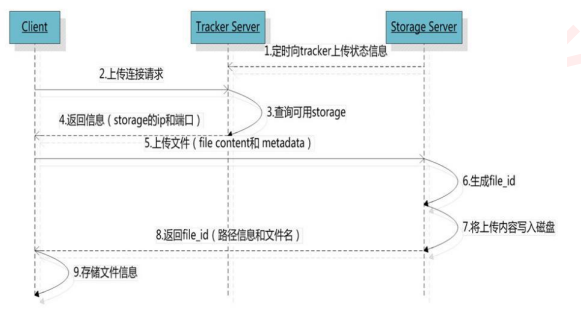 Client
Tracker Server
Storage Server
1.定时向tracker上传状态信息
2.上传连接请求
3.查询可用storage
4.返回信息（storage的ip和端口）
5.上传文件（file content和 metadata）
6.生成file_id
7.将上传内容写入磁盘
8.返回file_id（路径信息和文件名）
9.存储文件信息